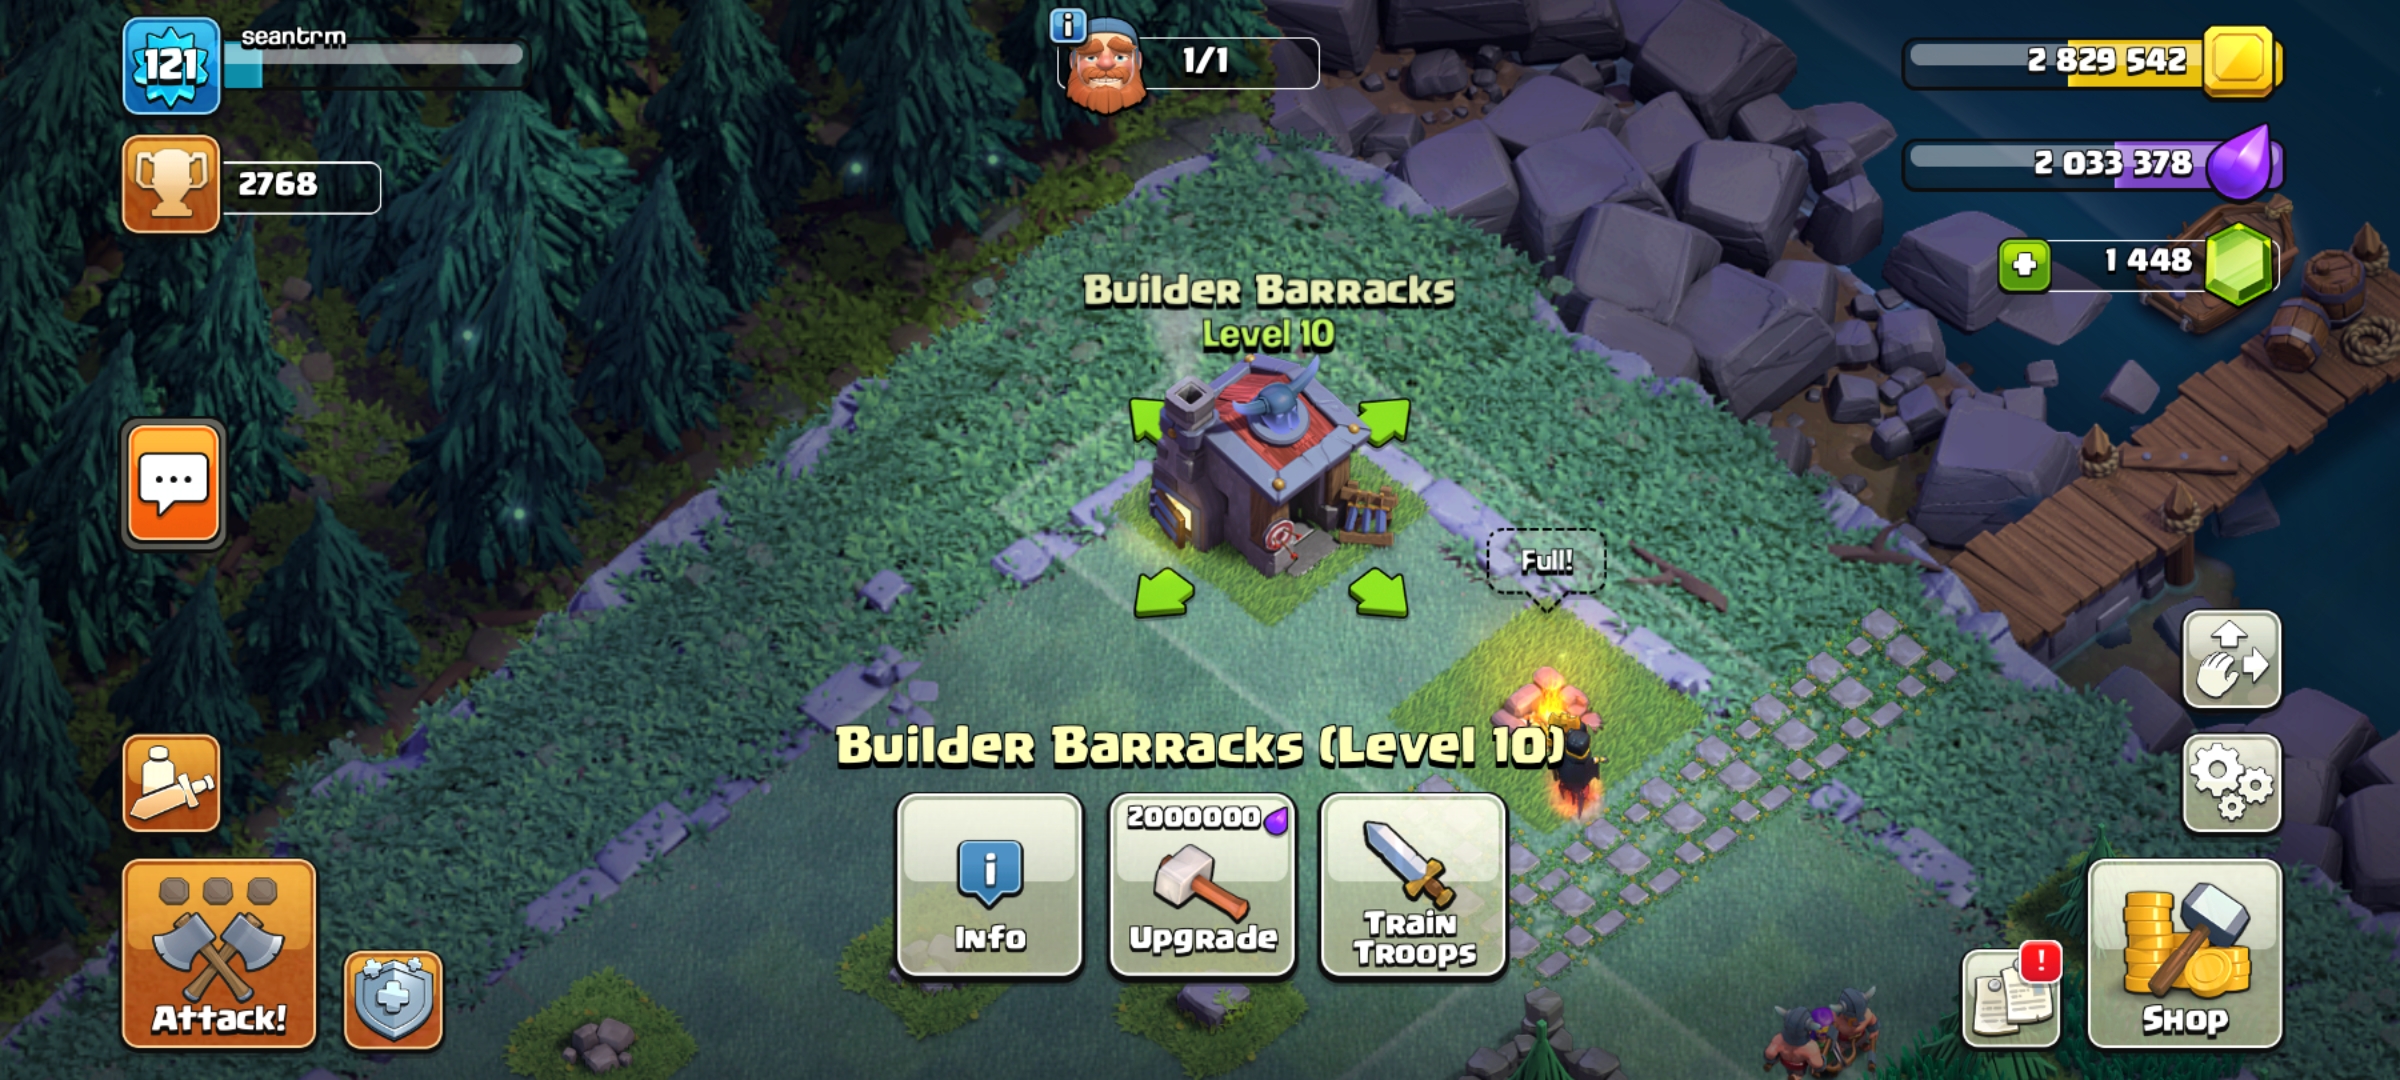 121
seantrm
i
1/1
2 829 542
2768
2 033 378
1 448
Builder Barracks
Level 10
Full!
Builder Barracks (Level 10)
2000000
i
Info
Upgrade
Train
Troops
Attack!
!
Shop